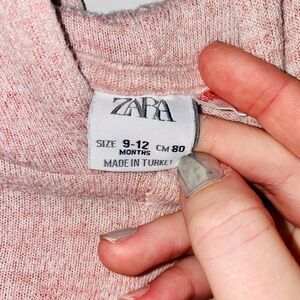 ZARA
SIZE 9-12 CM 80
MONTHS
MADE IN TURKEY